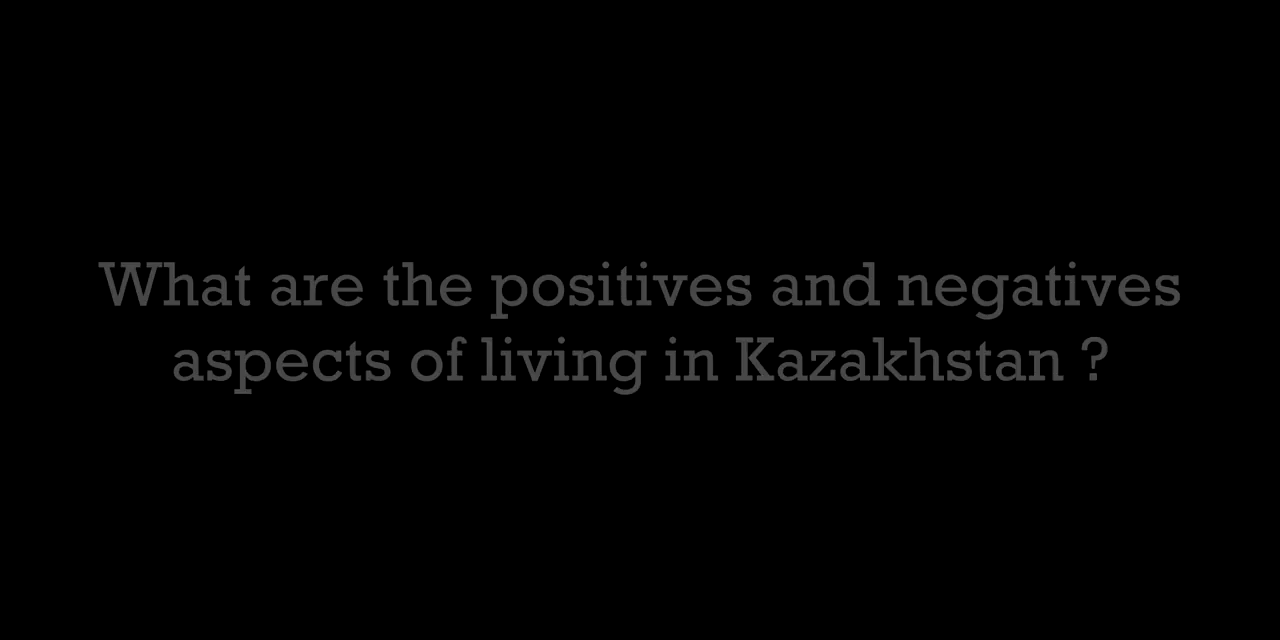 What are the positives and negatives
aspects of living in Kazakhstan ?